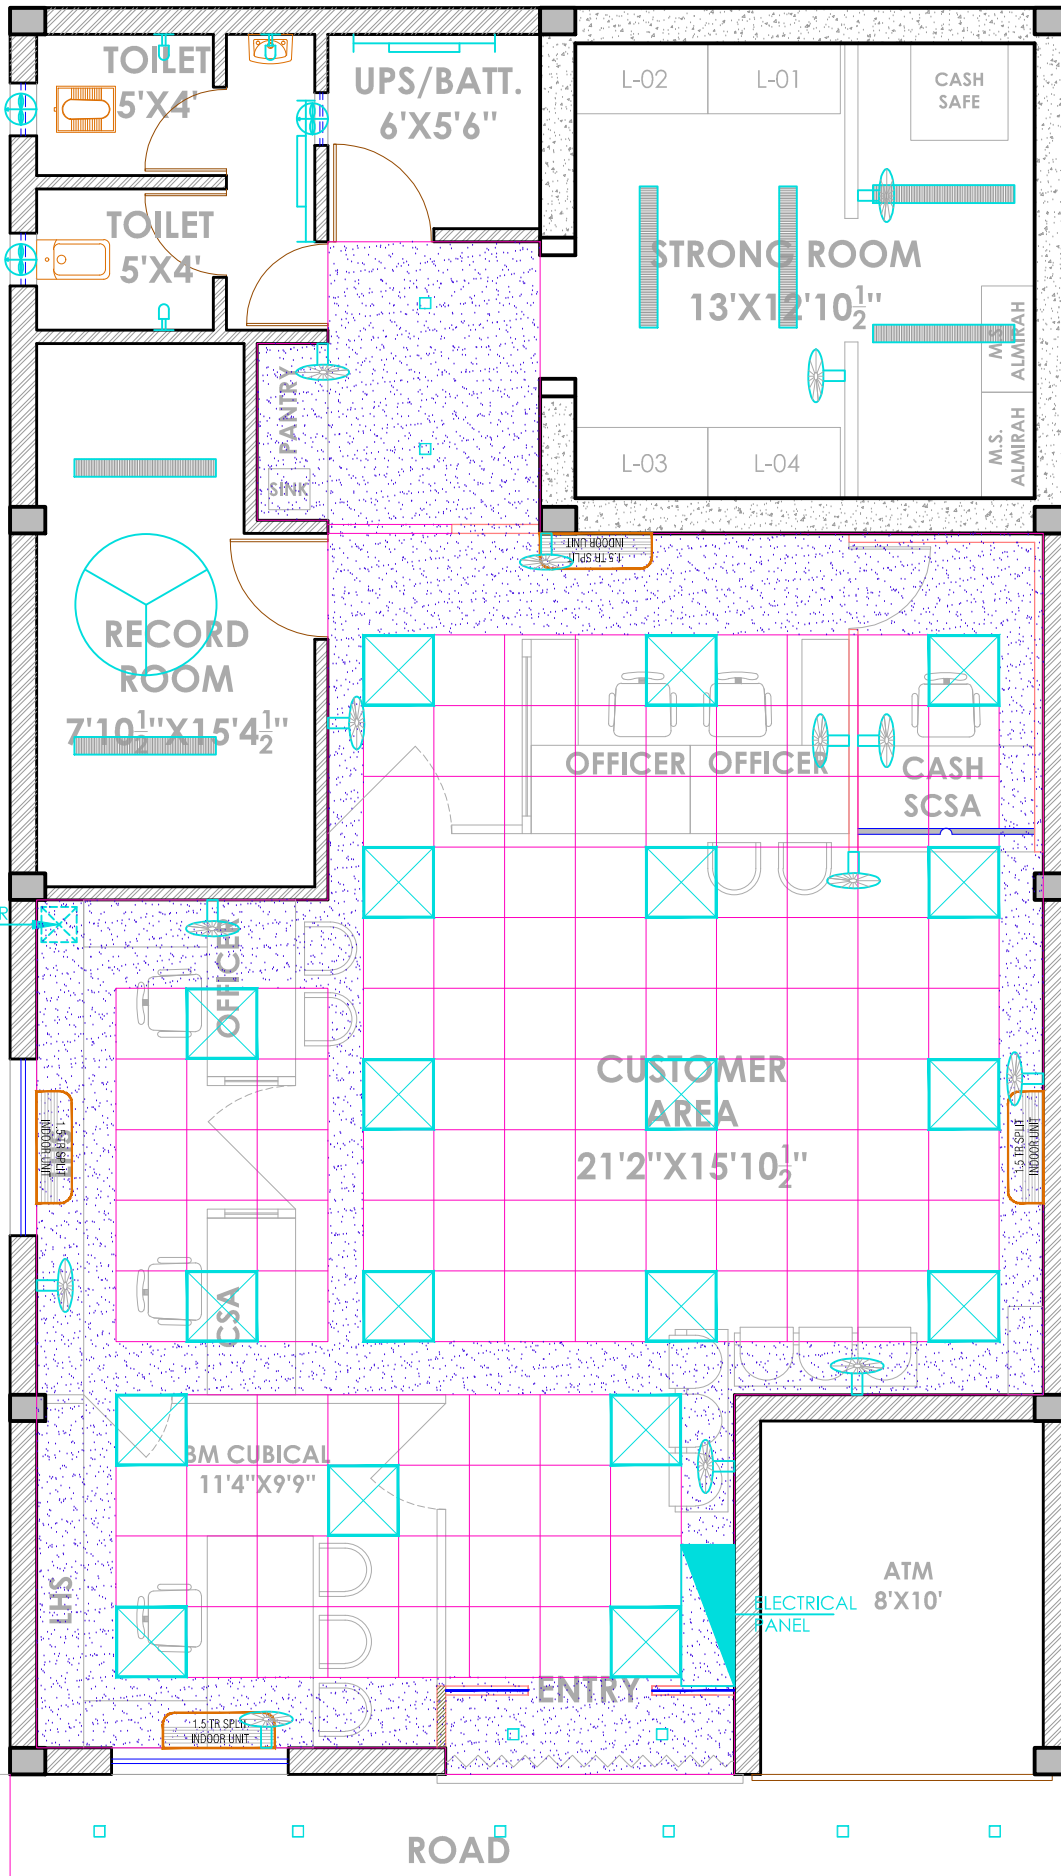 TOILET
5'X4'
UPS/BATT.
6'X5'6"
L-02
L-01
CASH
SAFE
TOILET
5'X4'
STRONG ROOM
13'X12'10½"
M.S.
ALMIRAH
PANTRY
SINK
L-03
L-04
M.S.
ALMIRAH
1.5 TR SPLIT
INDOOR UNIT
RECORD
ROOM
7'10½"X15'4½"
OFFICER
OFFICER
CASH
SCSA
R
OFFICER
CUSTOMER
AREA
21'2"X15'10½"
1.5 TR SPLIT
INDOOR UNIT
1.5 TR SPLIT
INDOOR UNIT
CSA
BM CUBICAL
11'4"X9'9"
LHS
ATM
8'X10'
ELECTRICAL
PANEL
ENTRY
1.5 TR SPLIT
INDOOR UNIT
ROAD